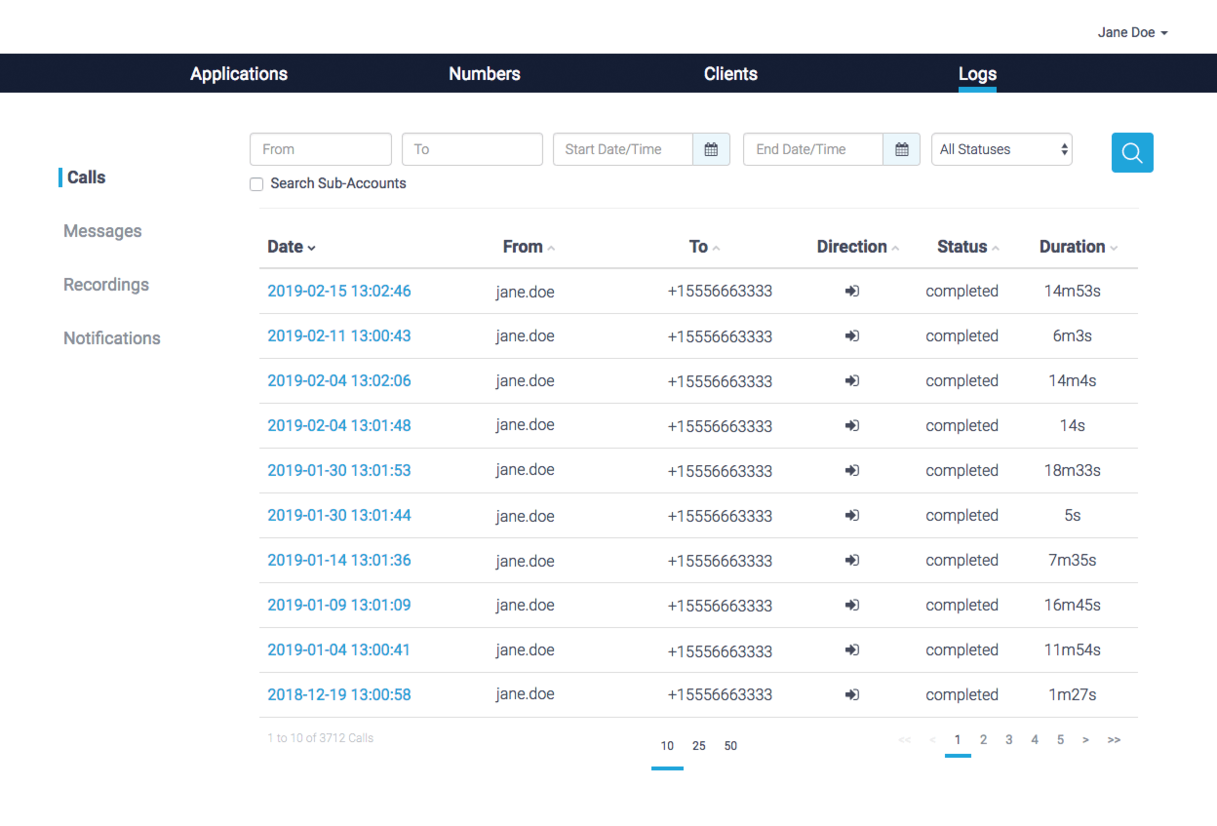 Jane Doe
Applications Numbers Clients Logs
From To Start Date/Time End Date/Time All Statuses
Calls
Search Sub-Accounts
Messages
Recordings
Notifications
Date From To Direction Status Duration
2019-02-15 13:02:46 jane.doe +15556663333 completed 14m53s
2019-02-11 13:00:43 jane.doe +15556663333 completed 6m3s
2019-02-04 13:02:06 jane.doe +15556663333 completed 14m4s
2019-02-04 13:01:48 jane.doe +15556663333 completed 14s
2019-01-30 13:01:53 jane.doe +15556663333 completed 18m33s
2019-01-30 13:01:44 jane.doe +15556663333 completed 5s
2019-01-14 13:01:36 jane.doe +15556663333 completed 7m35s
2019-01-09 13:01:09 jane.doe +15556663333 completed 16m45s
2019-01-04 13:00:41 jane.doe +15556663333 completed 11m54s
2018-12-19 13:00:58 jane.doe +15556663333 completed 1m27s
1 to 10 of 3712 Calls
10 25 50
<< < 1 2 3 4 5 > >>